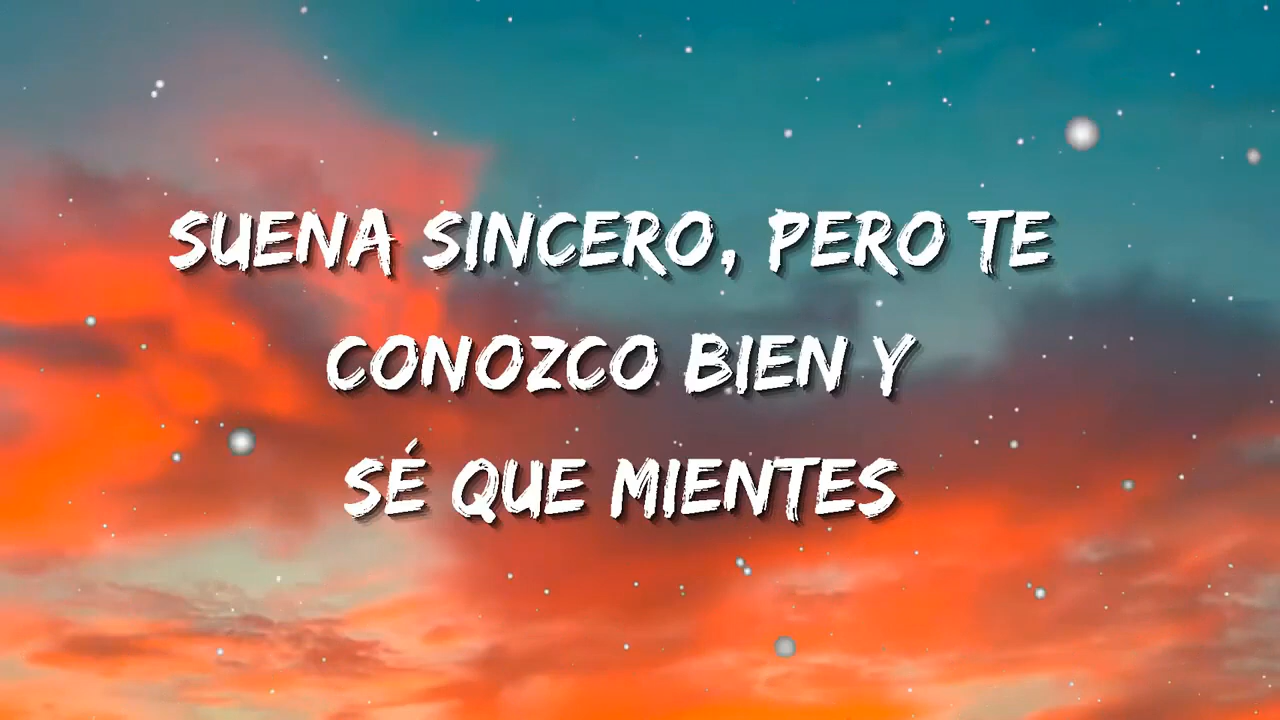 SUENA SINCERO, PERO TE
CONOZCO BIEN Y
SÉ QUE MIENTES